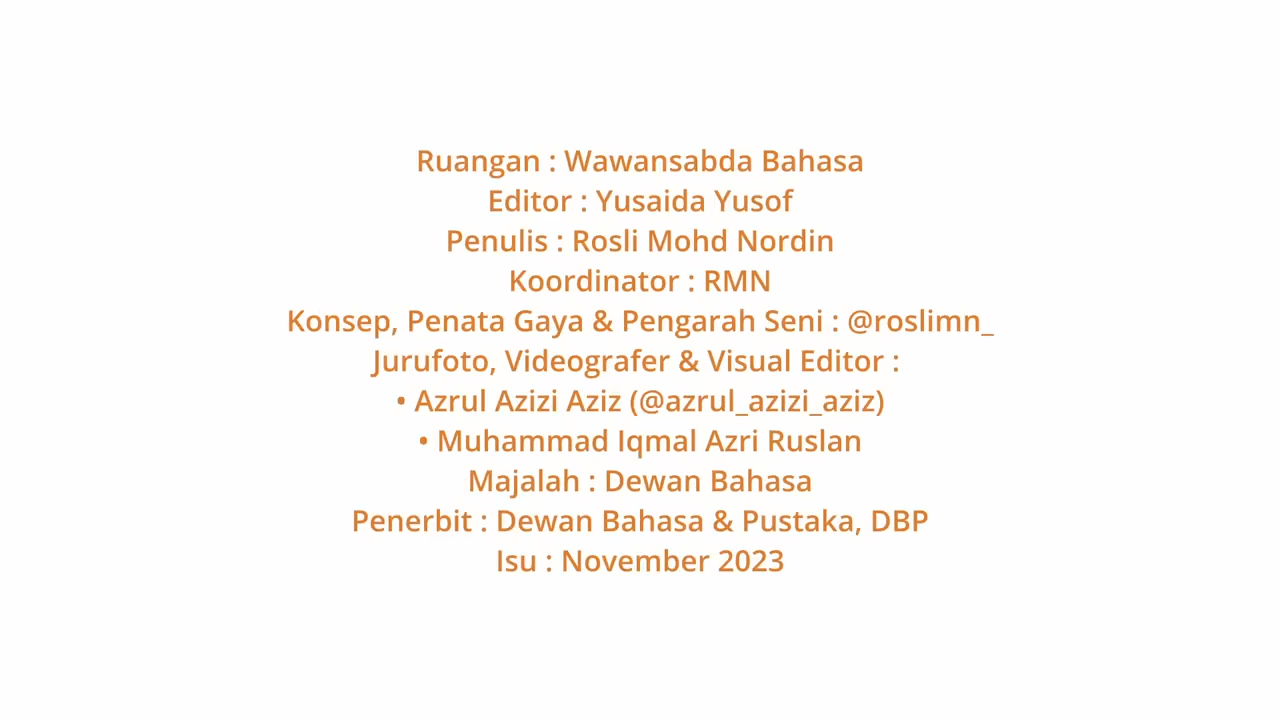 Ruangan : Wawansabda Bahasa
Editor : Yusaida Yusof
Penulis : Rosli Mohd Nordin
Koordinator : RMN
Konsep, Penata Gaya & Pengarah Seni : @roslimn_
Jurufoto, Videografer & Visual Editor :
• Azrul Azizi Aziz (@azrul_azizi_aziz)
• Muhammad Iqmal Azri Ruslan
Majalah : Dewan Bahasa
Penerbit : Dewan Bahasa & Pustaka, DBP
Isu : November 2023